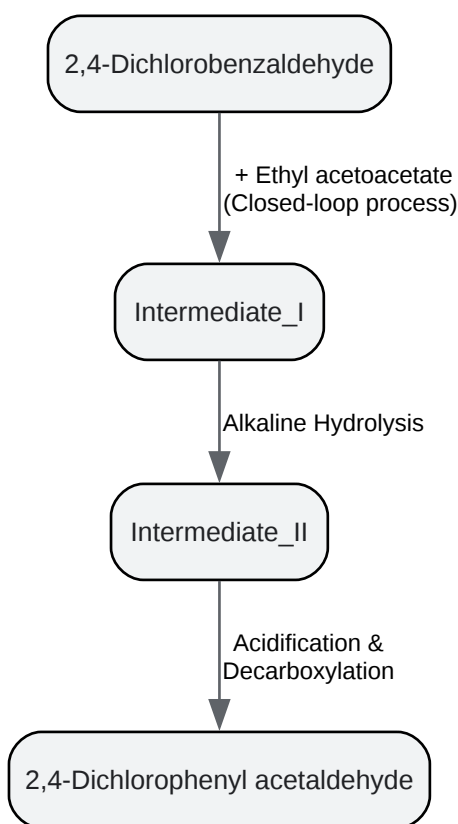 2,4-Dichlorobenzaldehyde
+ Ethyl acetoacetate
(Closed-loop process)
Intermediate_I
Alkaline Hydrolysis
Intermediate_II
Acidification &
Decarboxylation
2,4-Dichlorophenyl acetaldehyde